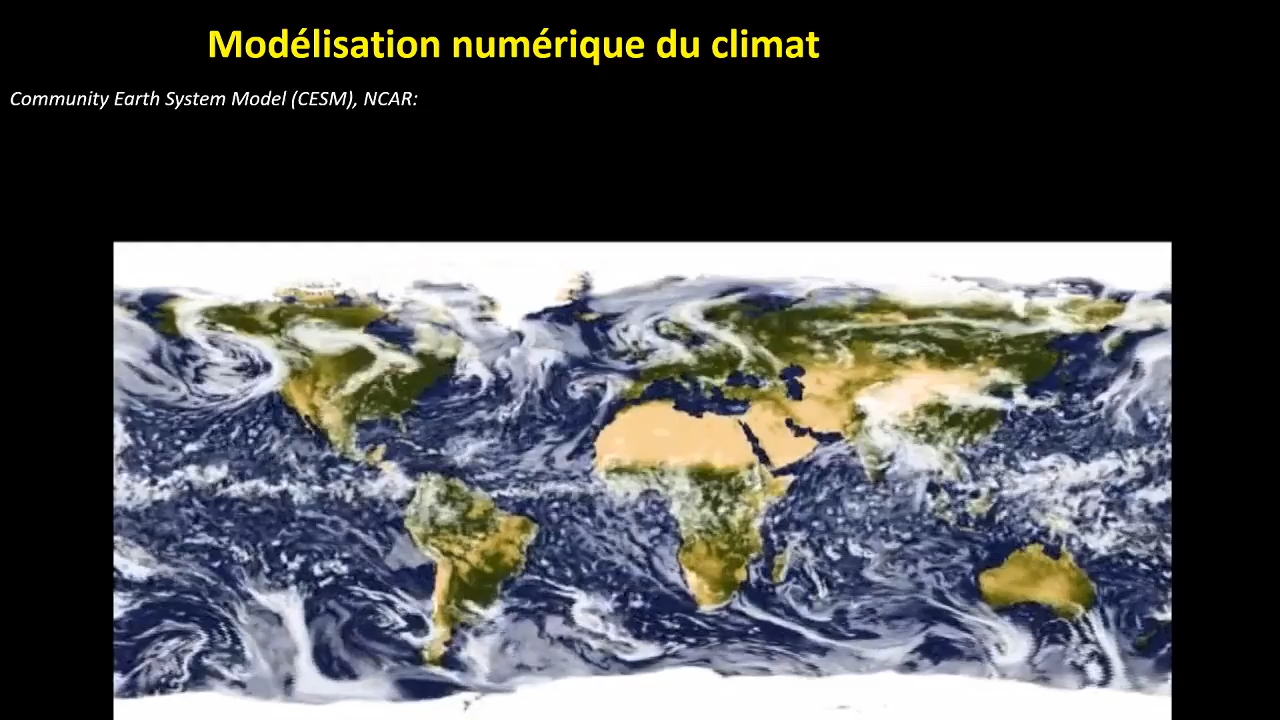 Modélisation numérique du climat
Community Earth System Model (CESM), NCAR: